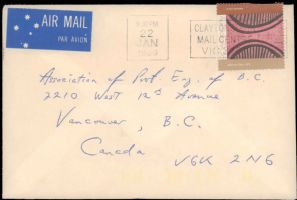 AIR MAIL
PAR AVION
22
JAN
CLAYTON
MAIL CENT
VIC
Association of Prof Eng. of B.C.
2210 West 12th Avenue
Vancouver, B.C.
Canada V6K 2N6